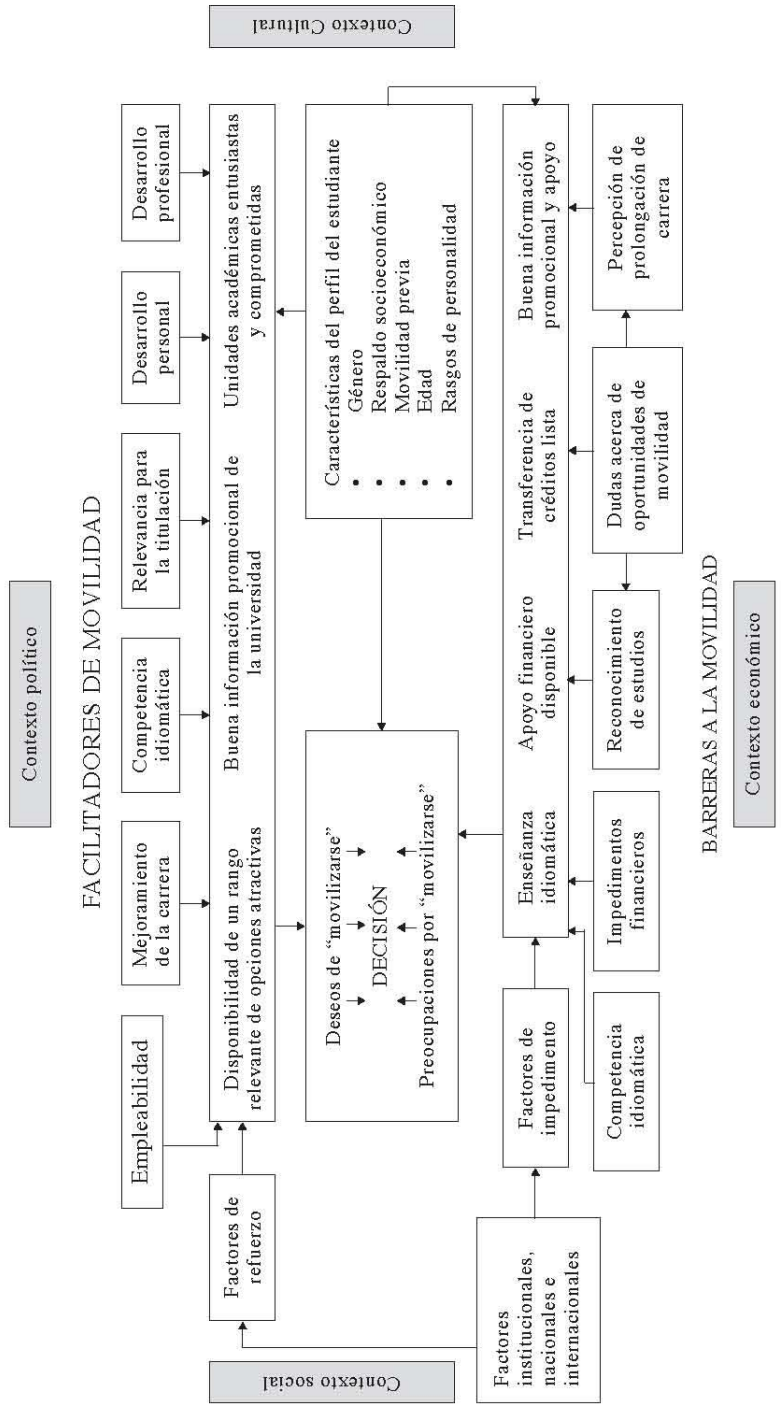 Contexto político
FACILITADORES DE MOVILIDAD
Empleabilidad
Mejoramiento
de la carrera
Competencia
idiomática
Relevancia para
la titulación
Desarrollo
personal
Desarrollo
profesional
Contexto social
Factores de
refuerzo
Disponibilidad de un rango
relevante de opciones atractivas
Buena información promocional de
la universidad
Unidades académicas entusiastas
y comprometidas
Contexto Cultural
Deseos de “movilizarse”
DECISIÓN
Preocupaciones por “movilizarse”
Características del perfil del estudiante
• Género
• Respaldo socioeconómico
• Movilidad previa
• Edad
• Rasgos de personalidad
Factores
institucionales,
nacionales e
internacionales
Factores de
impedimento
Enseñanza
idiomática
Apoyo financiero
disponible
Transferencia de
créditos lista
Buena información
promocional y apoyo
Competencia
idiomática
Impedimentos
financieros
Reconocimiento
de estudios
Dudas acerca de
oportunidades de
movilidad
Percepción de
prolongación de
carrera
BARRERAS A LA MOVILIDAD
Contexto económico